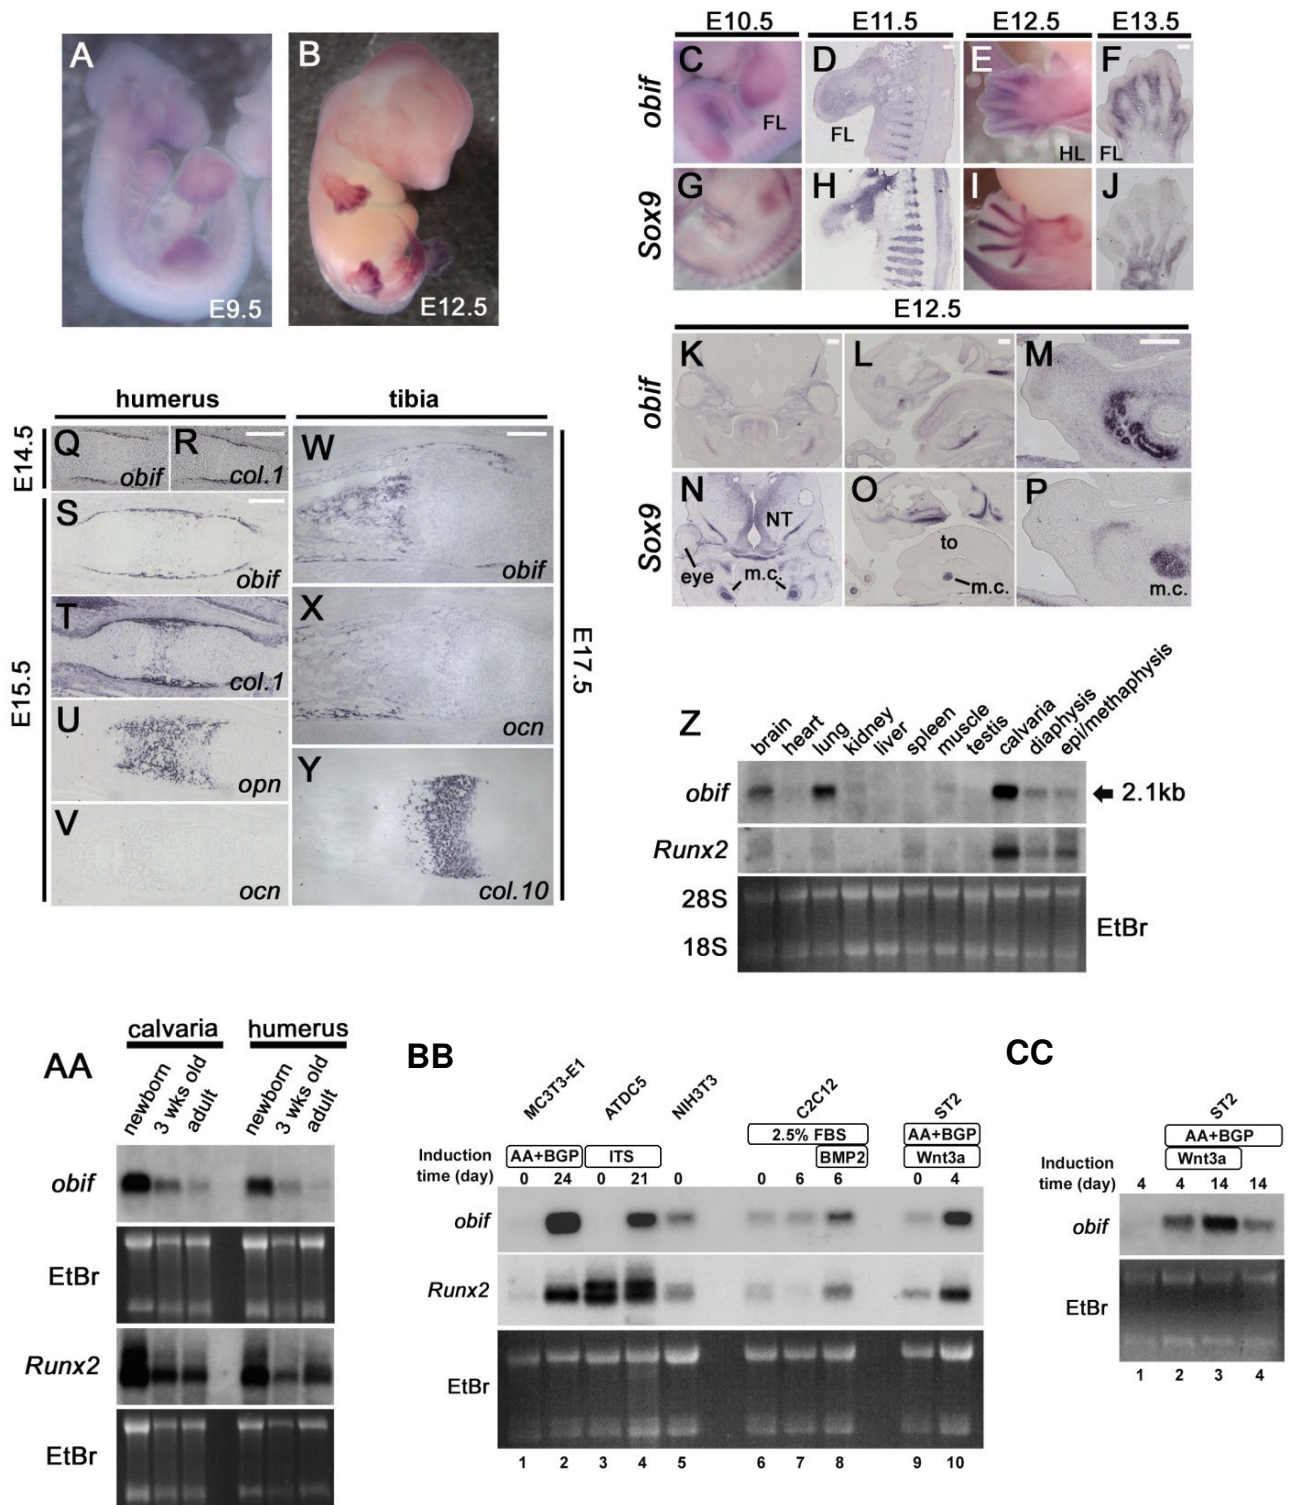 A
E9.5
B
E12.5
E10.5 E11.5 E12.5 E13.5
obif
C
FL
D
FL
E
HL
F
FL
Sox9
G
H
I
J
E12.5
obif
K
L
M
Sox9
N
NT
eye
m.c.
O
to
m.c.
P
m.c.
humerus
tibia
E14.5
Q
obif
R
col.1
E15.5
S
obif
T
col.1
U
opn
V
ocn
W
obif
X
ocn
Y
col.10
E17.5
Z
brain heart lung kidney liver spleen muscle testis calvaria diaphysis epi/methaphysis
obif
2.1kb
Runx2
28S
18S
EtBr
AA
calvaria humerus
newborn 3 wks old adult newborn 3 wks old adult
obif
EtBr
Runx2
EtBr
BB
MC3T3-E1 ATDC5 NIH3T3 C2C12 ST2
2.5% FBS AA+BGP
AA+BGP ITS BMP2 Wnt3a
Induction
time (day) 0 24 0 21 0 0 6 6 0 4
obif
Runx2
EtBr
1 2 3 4 5 6 7 8 9 10
CC
ST2
AA+BGP
Wnt3a
Induction
time (day) 4 4 14 14
obif
EtBr
1 2 3 4